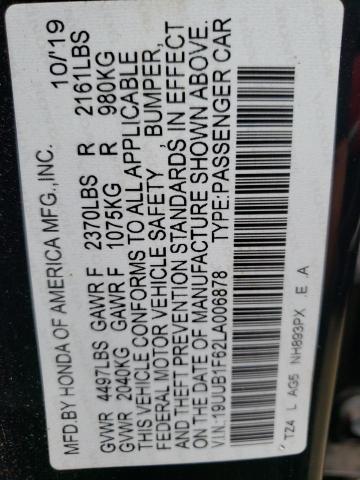 MFD.BY HONDA OF AMERICA MFG.,INC. 10/'19
GVWR 4497LBS GAWR F 2370LBS R 2161LBS
GVWR 2040KG GAWR F 1075KG R 980KG
THIS VEHICLE CONFORMS TO ALL APPLICABLE
FEDERAL MOTOR VEHICLE SAFETY , BUMPER,
AND THEFT PREVENTION STANDARDS IN EFFECT
ON THE DATE OF MANUFACTURE SHOWN ABOVE.
V.I.N.:19UUB1F62LA006878 TYPE:PASSENGER CAR
TZ4 L AG5 NH893PX .E A